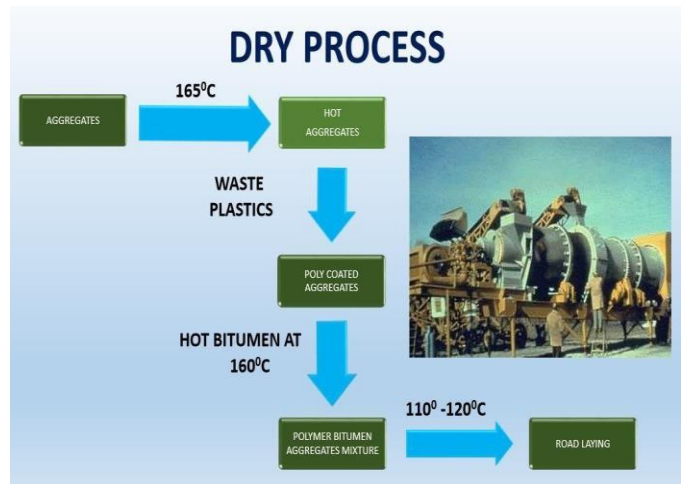 DRY PROCESS
165⁰C
AGGREGATES
HOT
AGGREGATES
WASTE
PLASTICS
POLY COATED
AGGREGATES
HOT BITUMEN AT
160⁰C
110⁰ -120⁰C
POLYMER BITUMEN
AGGREGATES MIXTURE
ROAD LAYING